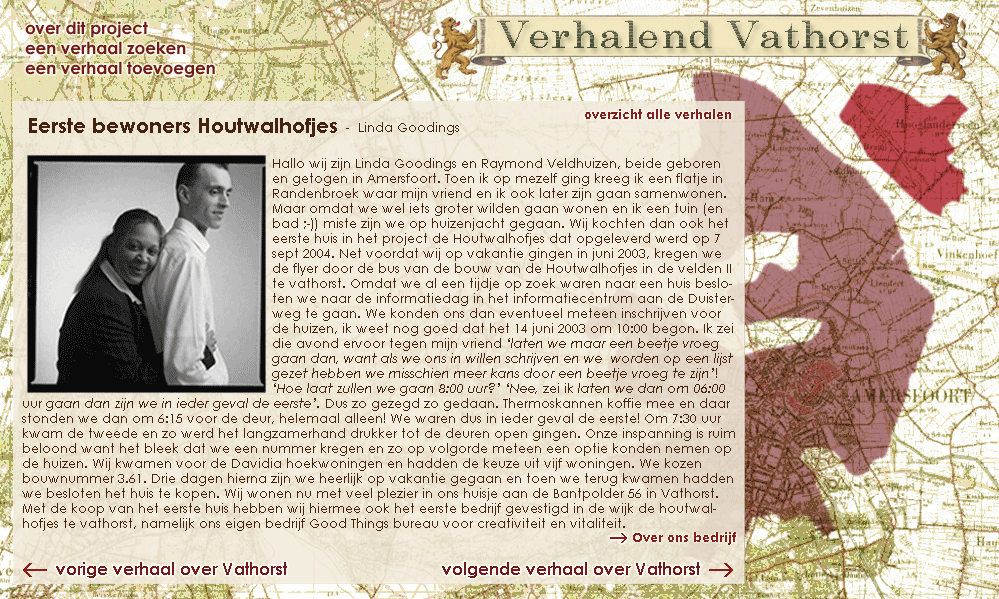 over dit project
een verhaal zoeken
een verhaal toevoegen
Verhalend Vathorst
overzicht alle verhalen
Eerste bewoners Houtwalhofjes - Linda Goodings
Hallo wij zijn Linda Goodings en Raymond Veldhuizen, beide geboren
en getogen in Amersfoort. Toen ik op mezelf ging kreeg ik een flatje in
Randenbroek waar mijn vriend en ik ook later zijn gaan samenwonen.
Maar omdat we wel iets groter wilden gaan wonen en ik een tuin (en
bad ;-)) miste zijn we op huizenjacht gegaan. Wij kochten dan ook het
eerste huis in het project de Houtwalhofjes dat opgeleverd werd op 7
sept 2004. Net voordat wij op vakantie gingen in juni 2003, kregen we
de flyer door de bus van de bouw van de Houtwalhofjes in de velden II
te vathorst. Omdat we al een tijdje op zoek waren naar een huis beslo-
ten we naar de informatiedag in het informatiecentrum aan de Duister-
weg te gaan. We konden ons dan eventueel meteen inschrijven voor
de huizen, ik weet nog goed dat het 14 juni 2003 om 10:00 begon. Ik zei
die avond ervoor tegen mijn vriend ‘laten we maar een beetje vroeg
gaan dan, want als we ons in willen schrijven en we worden op een lijst
gezet hebben we misschien meer kans door een beetje vroeg te zijn’!
‘Hoe laat zullen we gaan 8:00 uur?’ ‘Nee, zei ik laten we dan om 06:00
uur gaan dan zijn we in ieder geval de eerste’. Dus zo gezegd zo gedaan. Thermoskannen koffie mee en daar
stonden we dan om 6:15 voor de deur, helemaal alleen! We waren dus in ieder geval de eerste! Om 7:30 uur
kwam de tweede en zo werd het langzamerhand drukker tot de deuren open gingen. Onze inspanning is ruim
beloond want het bleek dat we een nummer kregen en zo op volgorde meteen een optie konden nemen op
de huizen. Wij kwamen voor de Davidia hoekwoningen en hadden de keuze uit vijf woningen. We kozen
bouwnummer 3.61. Drie dagen hierna zijn we heerlijk op vakantie gegaan en toen we terug kwamen hadden
we besloten het huis te kopen. Wij wonen nu met veel plezier in ons huisje aan de Bantpolder 56 in Vathorst.
Met de koop van het eerste huis hebben wij hiermee ook het eerste bedrijf gevestigd in de wijk de houtwal-
hofjes te vathorst, namelijk ons eigen bedrijf Good Things bureau voor creativiteit en vitaliteit.
→ Over ons bedrijf
← vorige verhaal over Vathorst
volgende verhaal over Vathorst →
AMERSFOORT